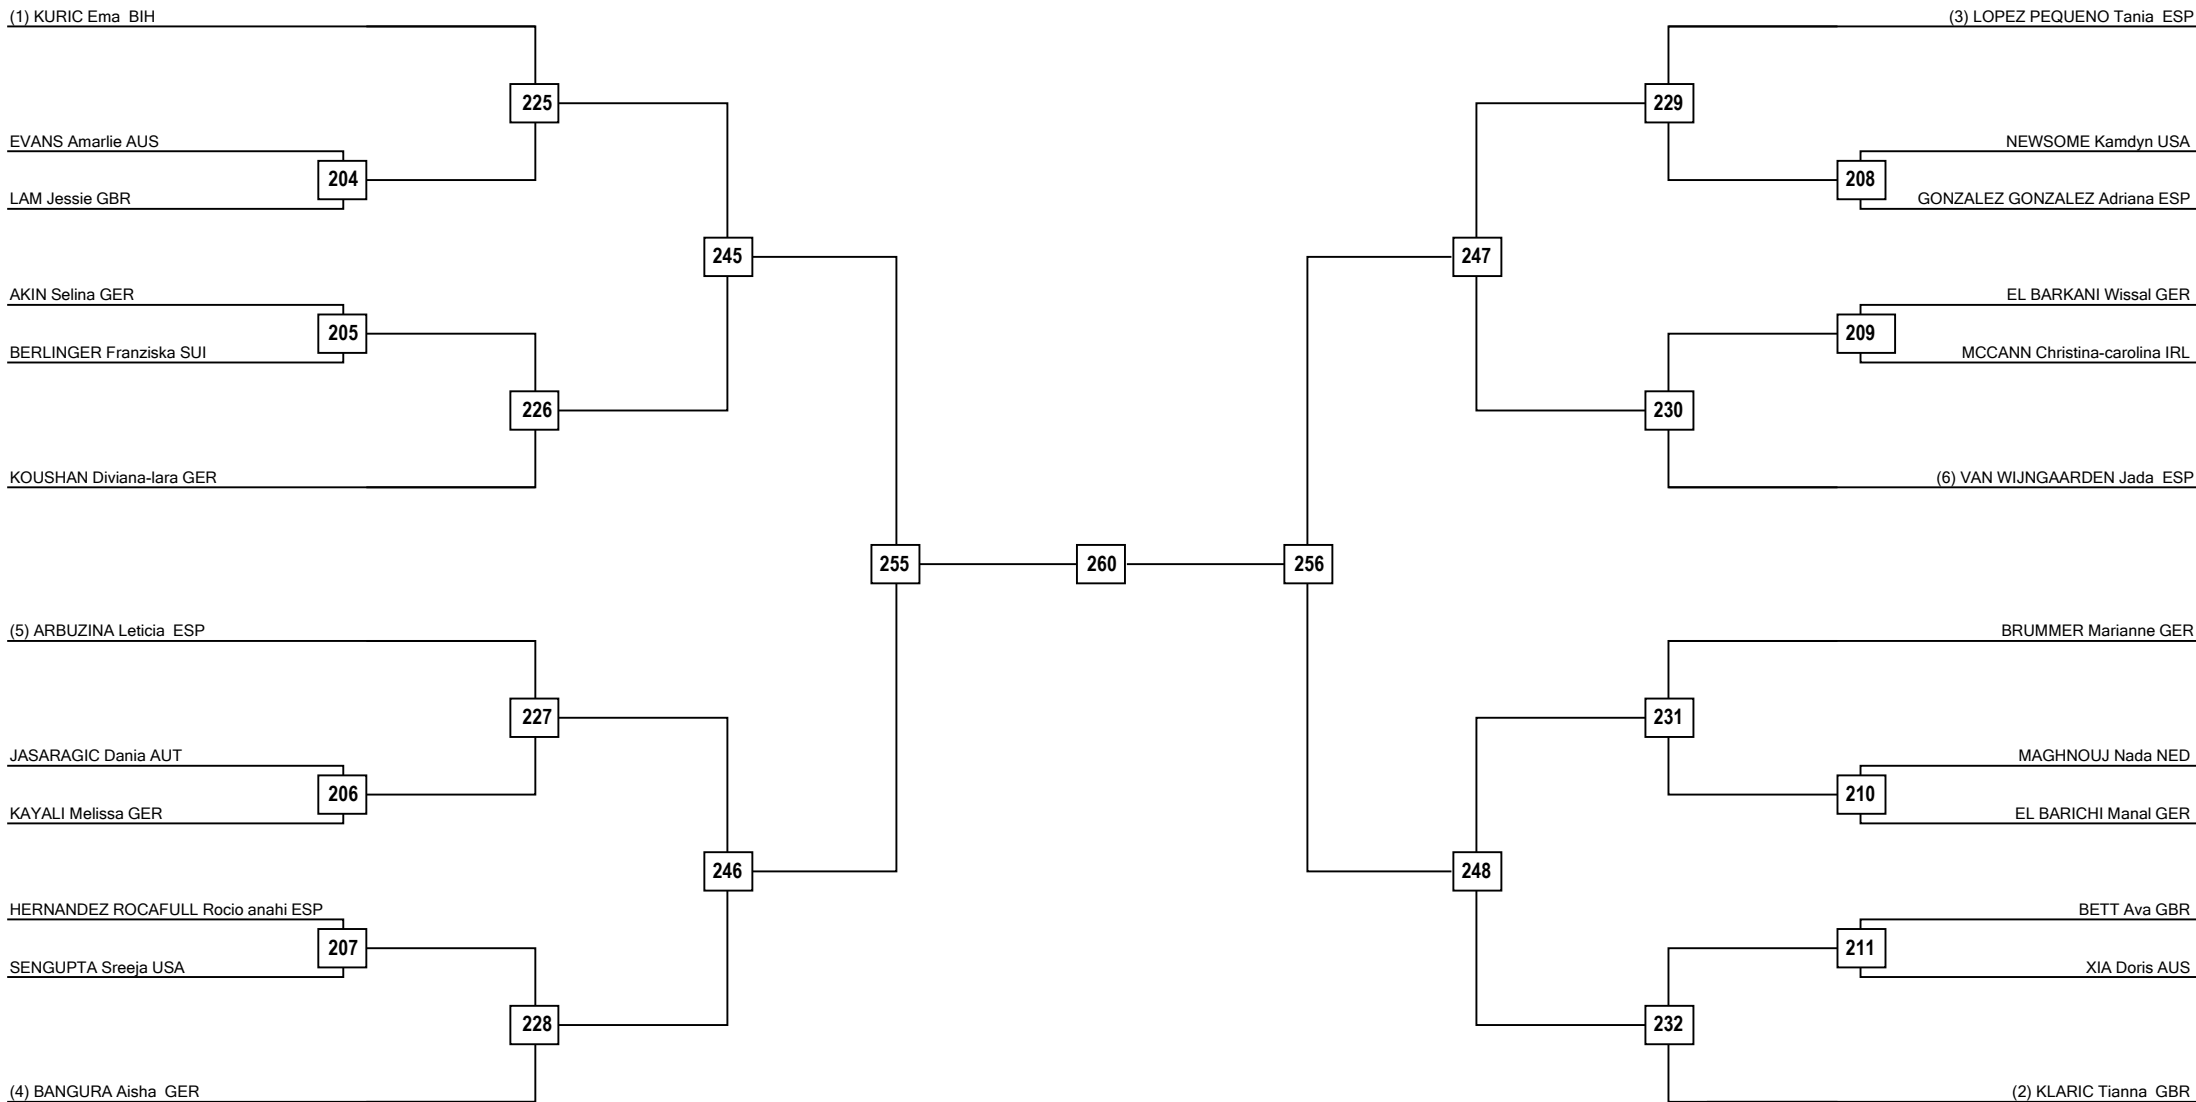 (1) KURIC Ema  BIH
(3) LOPEZ PEQUENO Tania  ESP
225
229
EVANS Amarlie AUS
NEWSOME Kamdyn USA
204
208
LAM Jessie GBR
GONZALEZ GONZALEZ Adriana ESP
245
247
AKIN Selina GER
EL BARKANI Wissal GER
205
209
BERLINGER Franziska SUI
MCCANN Christina-carolina IRL
226
230
KOUSHAN Diviana-lara GER
(6) VAN WIJNGAARDEN Jada  ESP
255
260
256
(5) ARBUZINA Leticia  ESP
BRUMMER Marianne GER
227
231
JASARAGIC Dania AUT
MAGHNOUJ Nada NED
206
210
KAYALI Melissa GER
EL BARICHI Manal GER
246
248
HERNANDEZ ROCAFULL Rocio anahi ESP
BETT Ava GBR
207
211
SENGUPTA Sreeja USA
XIA Doris AUS
228
232
(4) BANGURA Aisha  GER
(2) KLARIC Tianna  GBR